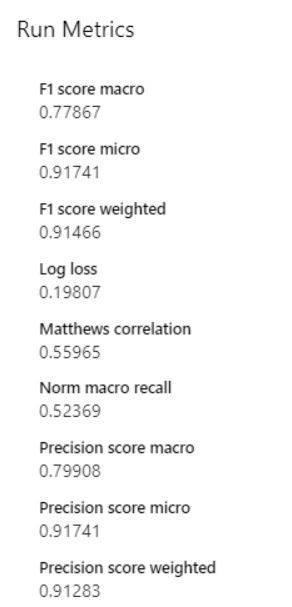 Run Metrics
F1 score macro
0.77867
F1 score micro
0.91741
F1 score weighted
0.91466
Log loss
0.19807
Matthews correlation
0.55965
Norm macro recall
0.52369
Precision score macro
0.79908
Precision score micro
0.91741
Precision score weighted
0.91283